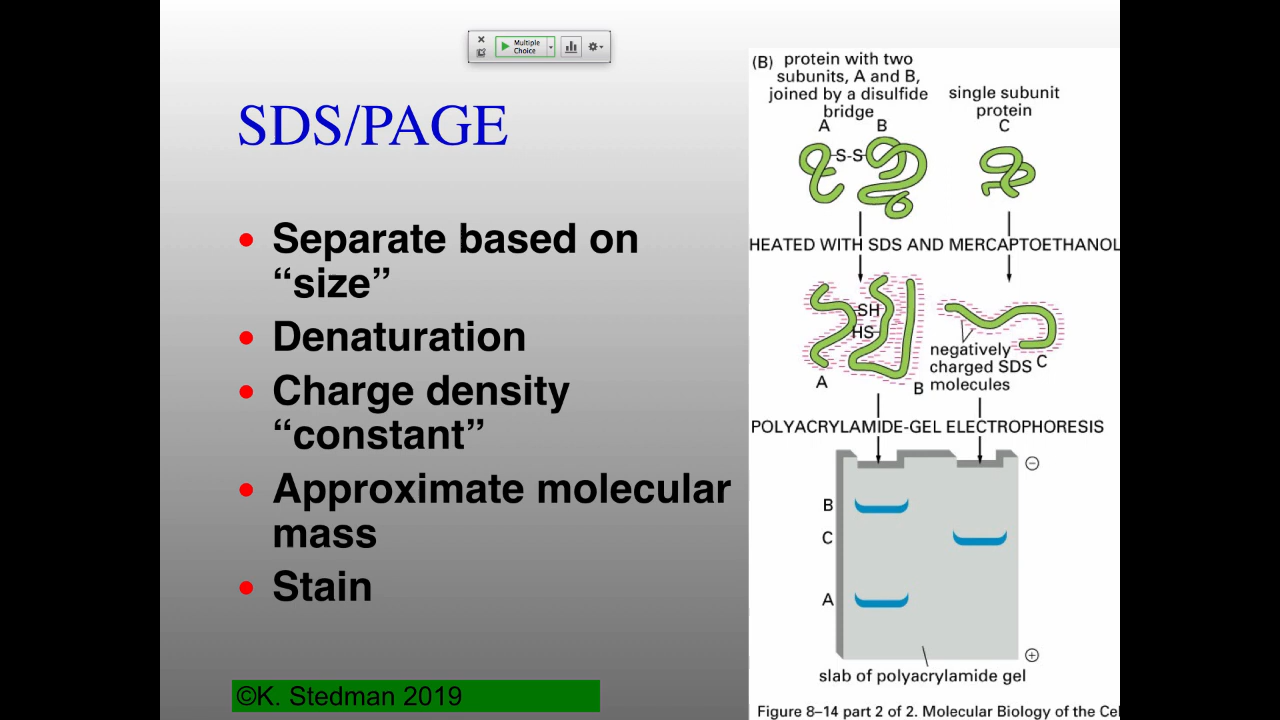 Multiple
Choice
SDS/PAGE
• Separate based on
“size”
• Denaturation
• Charge density
“constant”
• Approximate molecular
mass
• Stain
©K. Stedman 2019
(B) protein with two
subunits, A and B,
joined by a disulfide
bridge
single subunit
protein
A B C
S-S
HEATED WITH SDS AND MERCAPTOETHANOL
SH
HS
negatively
charged SDS
molecules
A B C
POLYACRYLAMIDE-GEL ELECTROPHORESIS
−
B
C
A
+
slab of polyacrylamide gel
Figure 8–14 part 2 of 2. Molecular Biology of the Ce